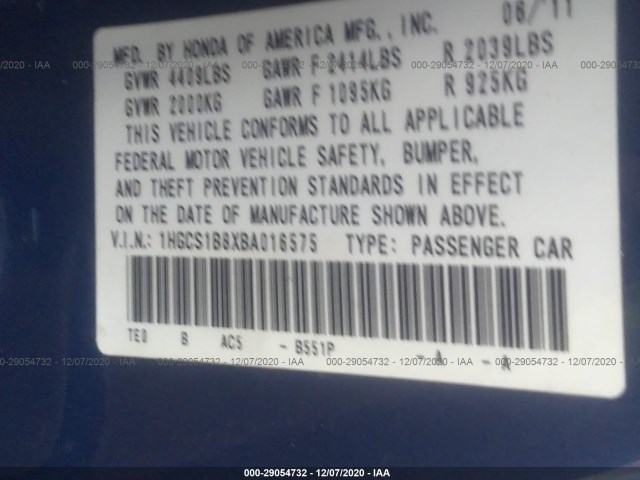 MFD. BY HONDA OF AMERICA MFG., INC. 06/11
GVWR 4409LBS GAWR F 2414LBS R 2039LBS
GVWR 2000KG GAWR F 1095KG R 925KG
THIS VEHICLE CONFORMS TO ALL APPLICABLE
FEDERAL MOTOR VEHICLE SAFETY, BUMPER,
AND THEFT PREVENTION STANDARDS IN EFFECT
ON THE DATE OF MANUFACTURE SHOWN ABOVE.
V.I.N.: 1HGCS1B8XBA016575 TYPE: PASSENGER CAR
TE0 B AC5 - B551P - A - A
000-29054732 - 12/07/2020 - IAA